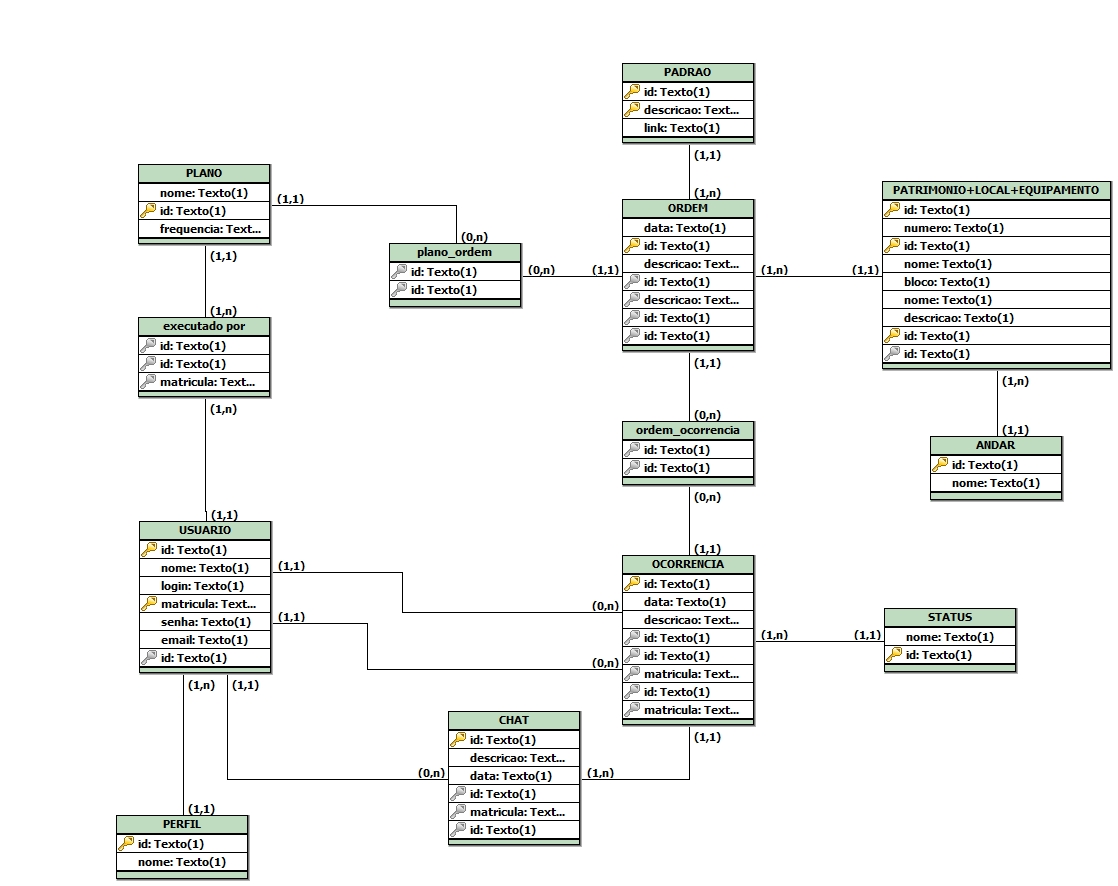 PADRAO
id: Texto(1)
descricao: Text...
link: Texto(1)
(1,1)
(1,n)
PLANO
nome: Texto(1)
id: Texto(1)
frequencia: Text...
(1,1)
(0,n)
(1,1)
(1,n)
plano_ordem
id: Texto(1)
id: Texto(1)
(0,n)
(1,1)
ORDEM
data: Texto(1)
id: Texto(1)
descricao: Text...
id: Texto(1)
descricao: Text...
id: Texto(1)
id: Texto(1)
(1,n)
(1,1)
PATRIMONIO+LOCAL+EQUIPAMENTO
id: Texto(1)
numero: Texto(1)
id: Texto(1)
nome: Texto(1)
bloco: Texto(1)
nome: Texto(1)
descricao: Texto(1)
id: Texto(1)
id: Texto(1)
(1,n)
(1,1)
ANDAR
id: Texto(1)
nome: Texto(1)
executado por
id: Texto(1)
id: Texto(1)
matricula: Text...
(1,n)
(1,1)
(1,1)
(0,n)
ordem_ocorrencia
id: Texto(1)
id: Texto(1)
(0,n)
(1,1)
USUARIO
id: Texto(1)
nome: Texto(1)
login: Texto(1)
matricula: Text...
senha: Texto(1)
email: Texto(1)
id: Texto(1)
(1,1)
(0,n)
(1,1)
(0,n)
OCORRENCIA
id: Texto(1)
data: Texto(1)
descricao: Text...
id: Texto(1)
id: Texto(1)
matricula: Text...
id: Texto(1)
matricula: Text...
(1,n)
(1,1)
STATUS
nome: Texto(1)
id: Texto(1)
(1,n)
(1,1)
(0,n)
CHAT
id: Texto(1)
descricao: Text...
data: Texto(1)
id: Texto(1)
matricula: Text...
id: Texto(1)
(1,n)
(1,1)
(1,1)
PERFIL
id: Texto(1)
nome: Texto(1)